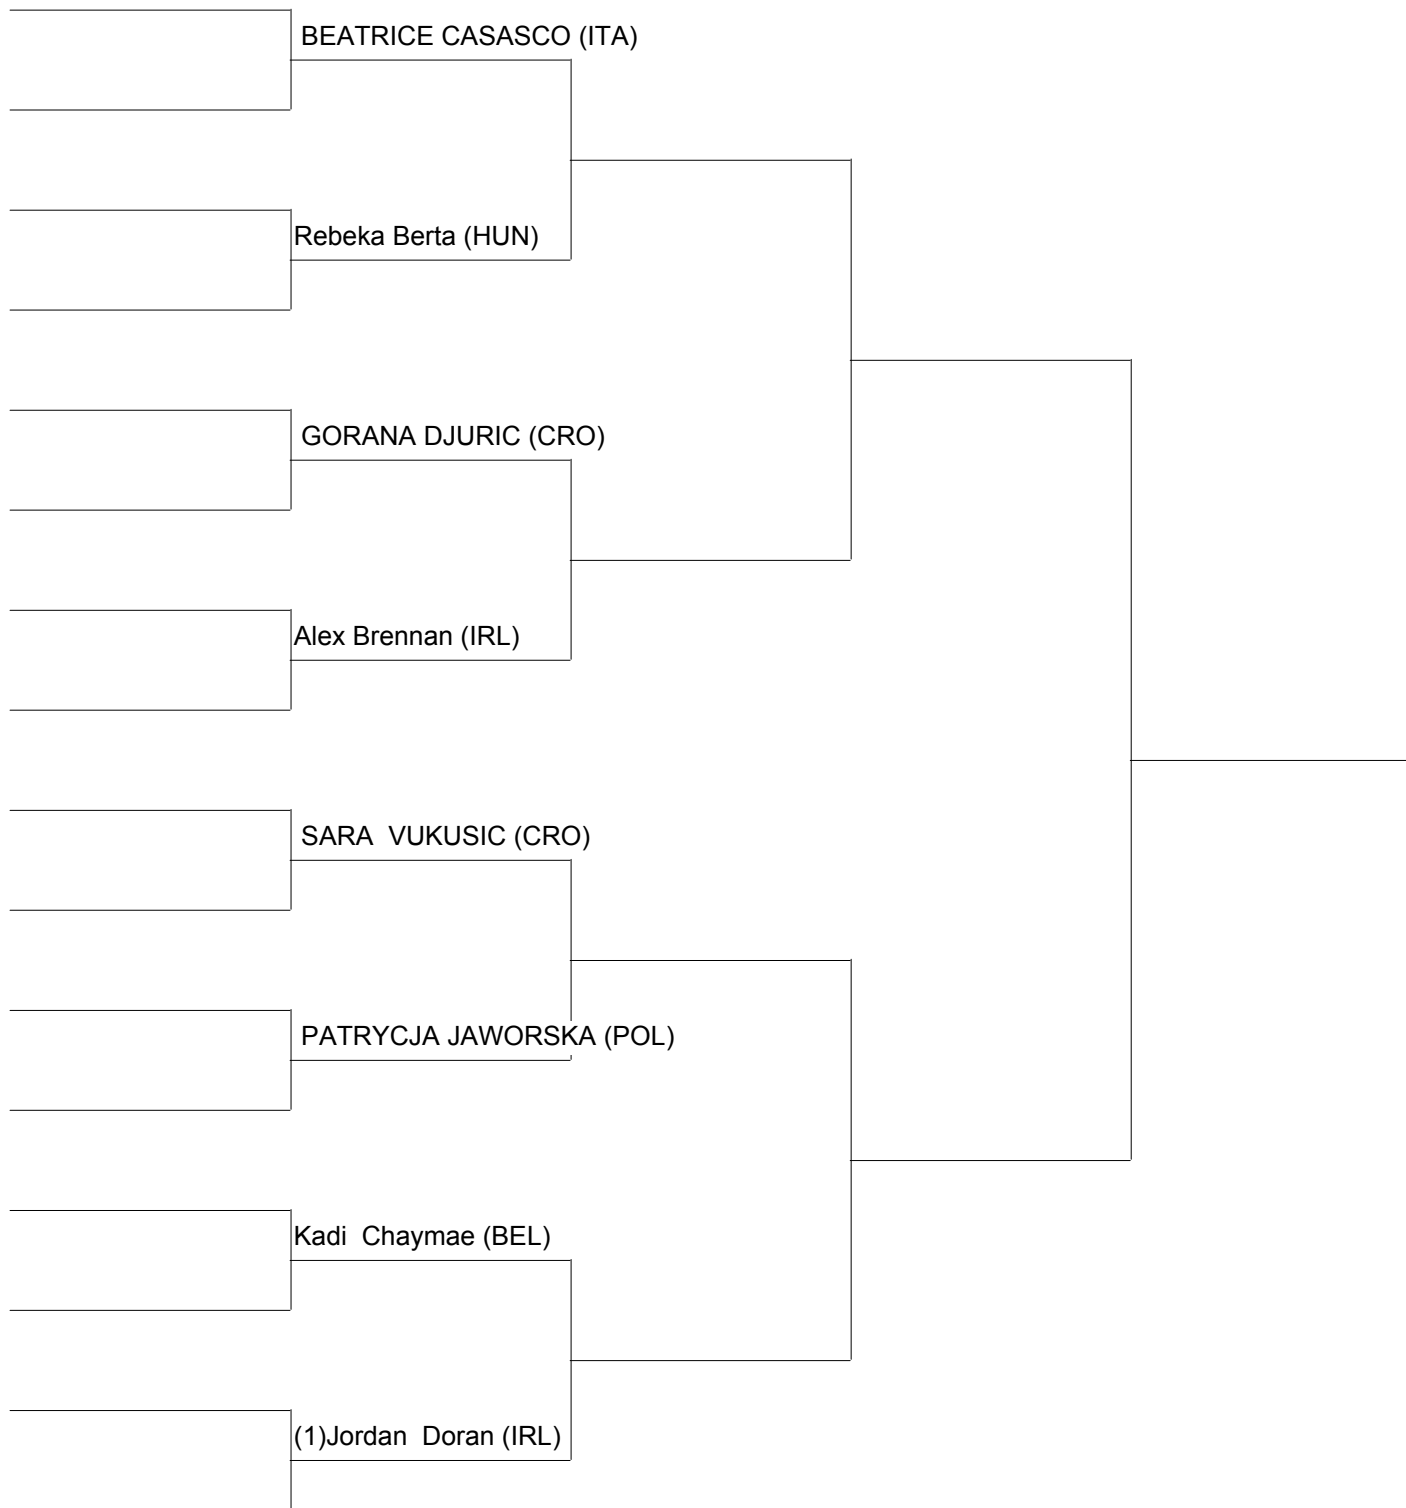 BEATRICE CASASCO (ITA)
Rebeka Berta (HUN)
GORANA DJURIC (CRO)
Alex Brennan (IRL)
SARA  VUKUSIC (CRO)
PATRYCJA JAWORSKA (POL)
Kadi  Chaymae (BEL)
(1)Jordan  Doran (IRL)